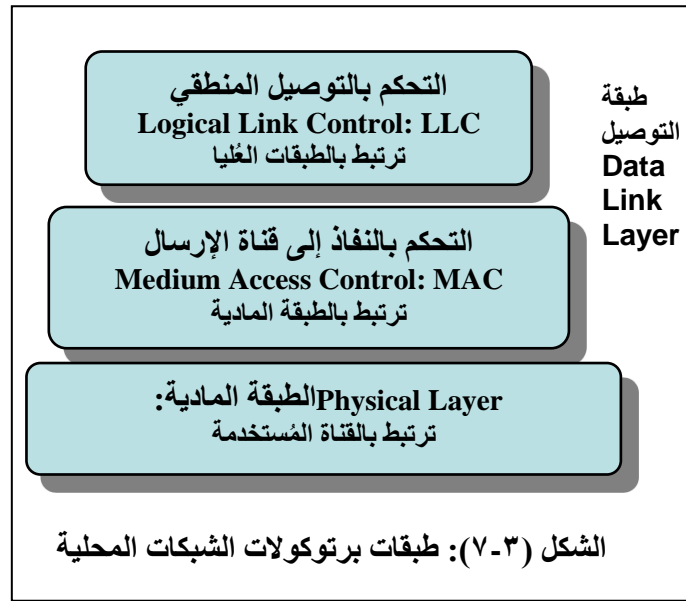 التحكم بالتوصيل المنطقي
Logical Link Control: LLC
ترتبط بالطبقات العُليا
طبقة
التوصيل
Data
Link
Layer
التحكم بالنفاذ إلى قناة الإرسال
Medium Access Control: MAC
ترتبط بالطبقة المادية
الطبقة المادية: Physical Layer
ترتبط بالقناة المُستخدمة
الشكل (٣-٧): طبقات برتوكولات الشبكات المحلية